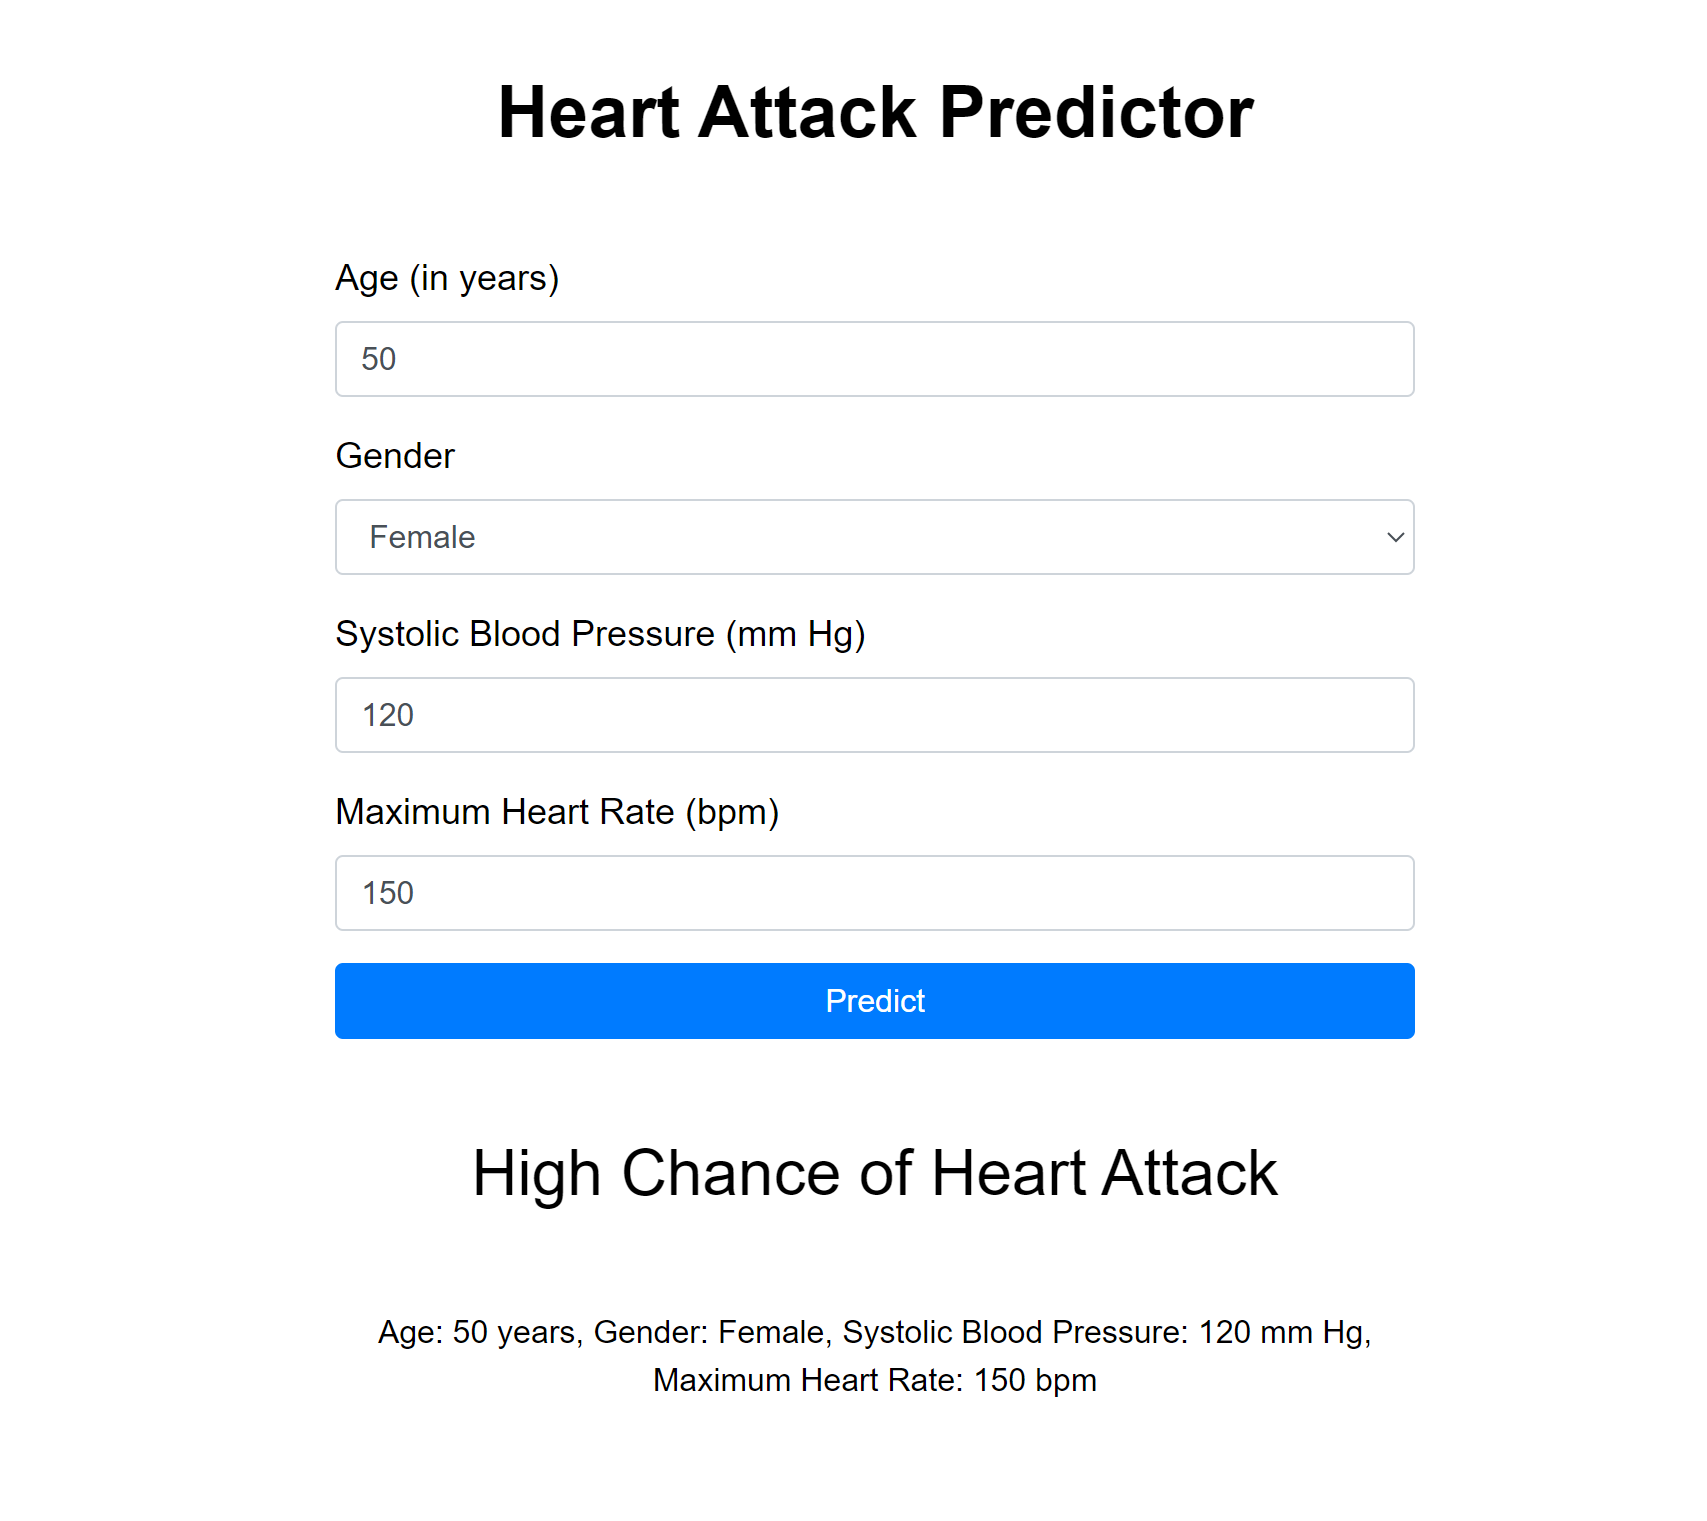 Heart Attack Predictor
Age (in years)
50
Gender
Female
Systolic Blood Pressure (mm Hg)
120
Maximum Heart Rate (bpm)
150
Predict
High Chance of Heart Attack
Age: 50 years, Gender: Female, Systolic Blood Pressure: 120 mm Hg,
Maximum Heart Rate: 150 bpm